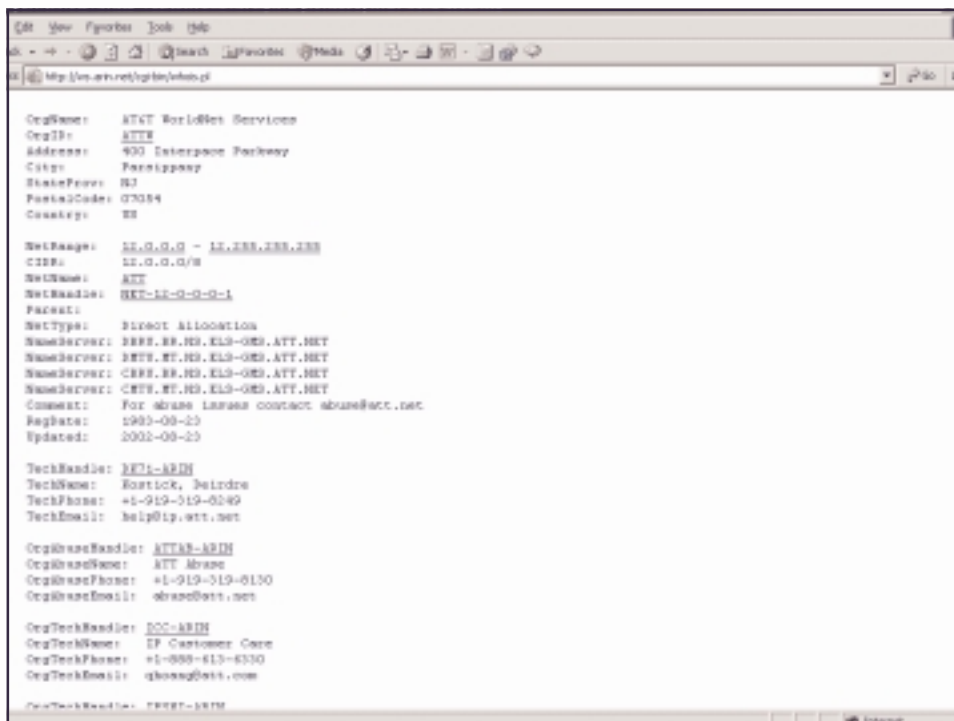 Edit View Favorites Tools Help
Search Favorites Media
http://ws.arin.net/cgi-bin/whois.pl Go
OrgName: AT&T WorldNet Services
OrgID: ATTW
Address: 400 Interpace Parkway
City: Parsippany
StateProv: NJ
PostalCode: 07054
Country: US
NetRange: 12.0.0.0 - 12.255.255.255
CIDR: 12.0.0.0/8
NetName: ATT
NetHandle: NET-12-0-0-0-1
Parent:
NetType: Direct Allocation
NameServer: DBRU.BR.NS.ELS-GMS.ATT.NET
NameServer: DMTU.MT.NS.ELS-GMS.ATT.NET
NameServer: CBRU.BR.NS.ELS-GMS.ATT.NET
NameServer: CMTU.MT.NS.ELS-GMS.ATT.NET
Comment: For abuse issues contact abuse@att.net
RegDate: 1983-08-23
Updated: 2002-08-23
TechHandle: DK71-ARIN
TechName: Kostick, Deirdre
TechPhone: +1-919-319-8249
TechEmail: help@ip.att.net
OrgAbuseHandle: ATTAB-ARIN
OrgAbuseName: ATT Abuse
OrgAbusePhone: +1-919-319-8130
OrgAbuseEmail: abuse@att.net
OrgTechHandle: ICC-ARIN
OrgTechName: IP Customer Care
OrgTechPhone: +1-888-613-6330
OrgTechEmail: qhoang@att.com
OrgTechHandle:
Internet